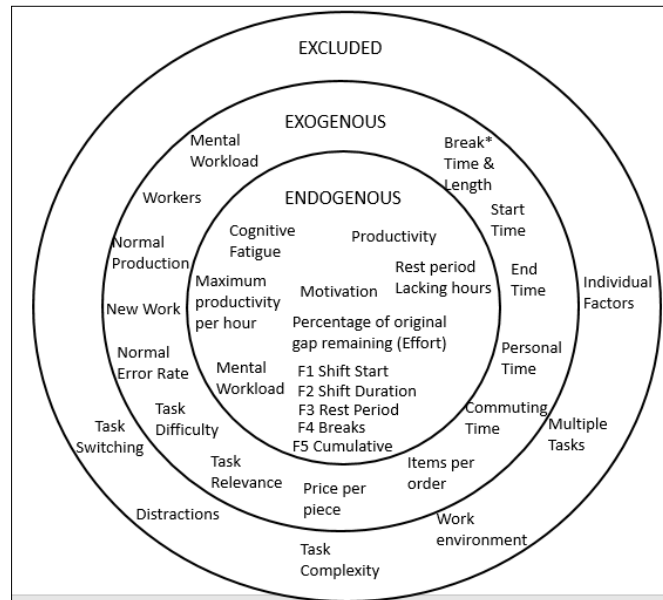 EXCLUDED
EXOGENOUS
Mental
Workload
Break*
Time &
Length
Workers
ENDOGENOUS
Start
Time
Cognitive
Fatigue
Productivity
Normal
Production
Rest period
Lacking hours
End
Time
Individual
Factors
Maximum
productivity
per hour
Motivation
New Work
Percentage of original
gap remaining (Effort)
Normal
Error Rate
Personal
Time
Mental
Workload
F1 Shift Start
F2 Shift Duration
F3 Rest Period
F4 Breaks
F5 Cumulative
Task
Difficulty
Commuting
Time
Task
Switching
Multiple
Tasks
Task
Relevance
Items per
order
Price per
piece
Distractions
Work
environment
Task
Complexity